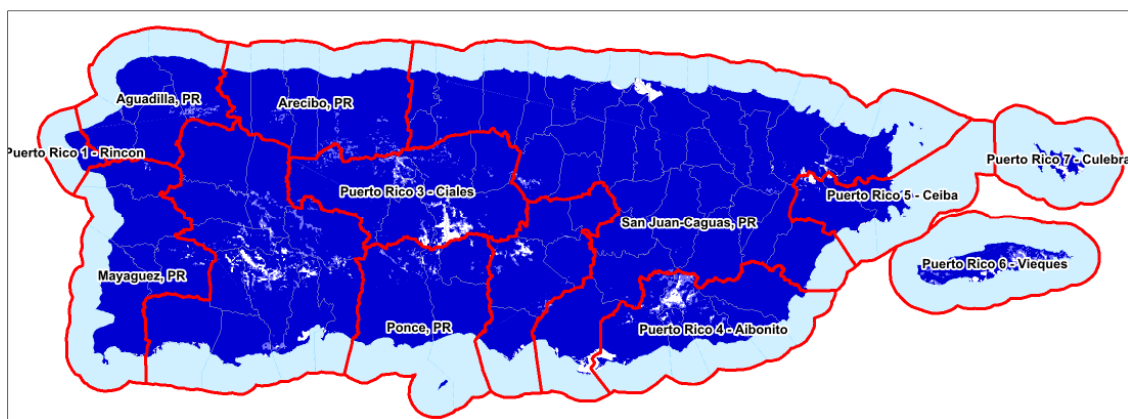 Aguadilla, PR
Arecibo, PR
Puerto Rico 1 - Rincon
Puerto Rico 7 - Culebra
Puerto Rico 3 - Ciales
Puerto Rico 5 - Ceiba
San Juan-Caguas, PR
Puerto Rico 6 - Vieques
Mayaguez, PR
Ponce, PR
Puerto Rico 4 - Aibonito